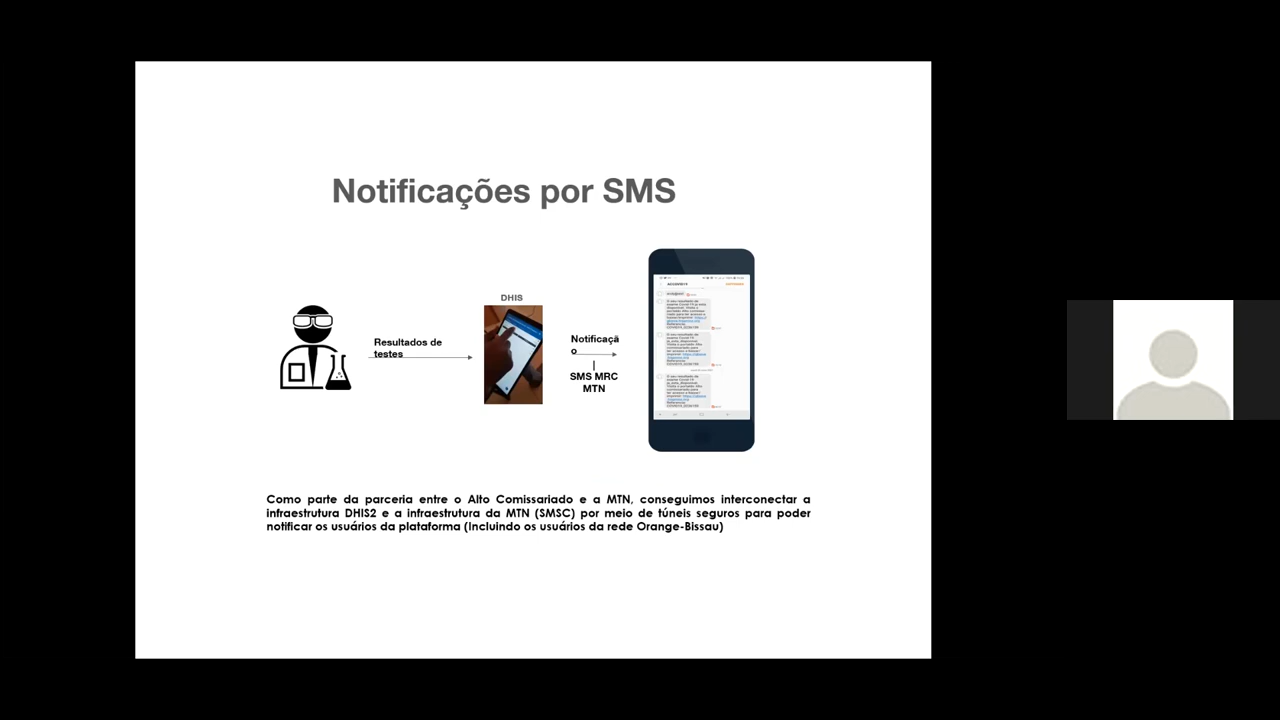 Notificações por SMS
DHIS
Resultados de
testes
Notificaçã
o
SMS MRC
MTN
Como parte da parceria entre o Alto Comissariado e a MTN, conseguimos interconectar a
infraestrutura DHIS2 e a infraestrutura da MTN (SMSC) por meio de túneis seguros para poder
notificar os usuários da plataforma (Incluindo os usuários da rede Orange-Bissau)